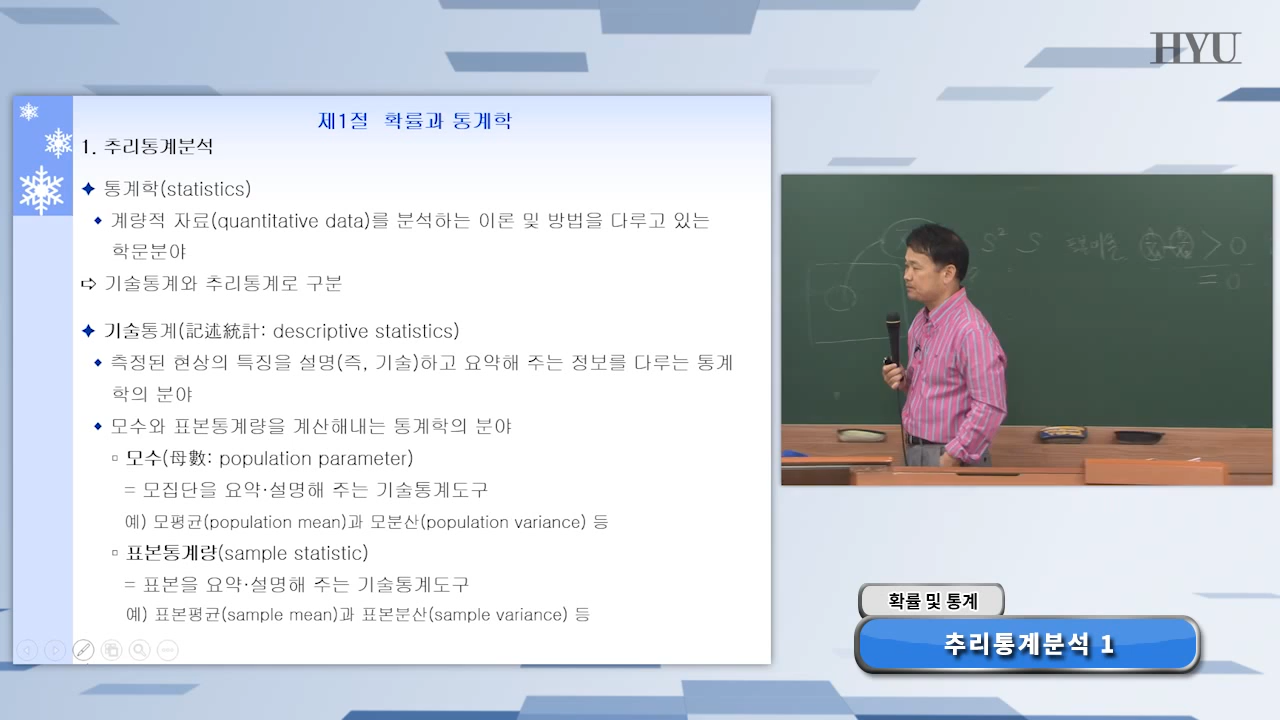 HYU
제1절 확률과 통계학
1. 추리통계분석
통계학(statistics)
계량적 자료(quantitative data)를 분석하는 이론 및 방법을 다루고 있는
학문분야
⇨ 기술통계와 추리통계로 구분
기술통계(記述統計: descriptive statistics)
측정된 현상의 특징을 설명(즉, 기술)하고 요약해 주는 정보를 다루는 통계
학의 분야
모수와 표본통계량을 계산해내는 통계학의 분야
모수(母數: population parameter)
= 모집단을 요약·설명해 주는 기술통계도구
예) 모평균(population mean)과 모분산(population variance) 등
표본통계량(sample statistic)
= 표본을 요약·설명해 주는 기술통계도구
예) 표본평균(sample mean)과 표본분산(sample variance) 등
S² S
> 0
= 0
확률 및 통계
추리통계분석 1